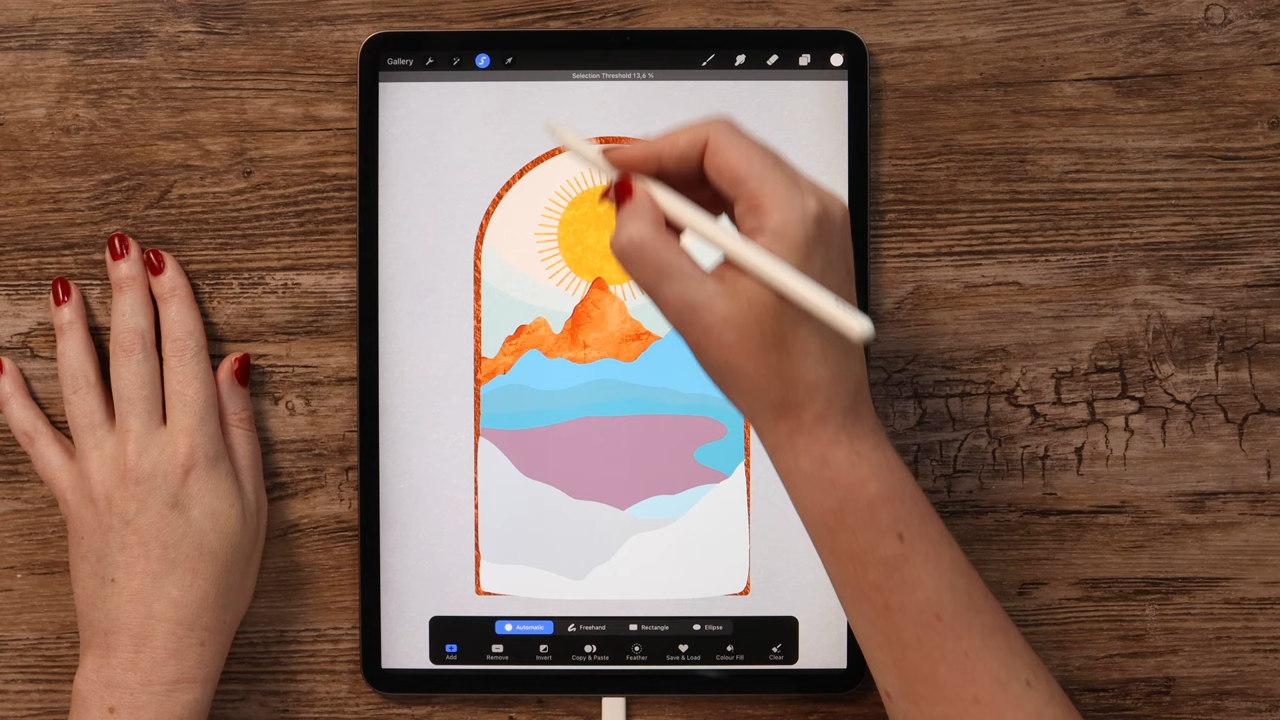 Gallery
Selection Threshold 13,6 %
Automatic Freehand Rectangle Ellipse
Add Remove Invert Copy & Paste Feather Save & Load Colour Fill Clear